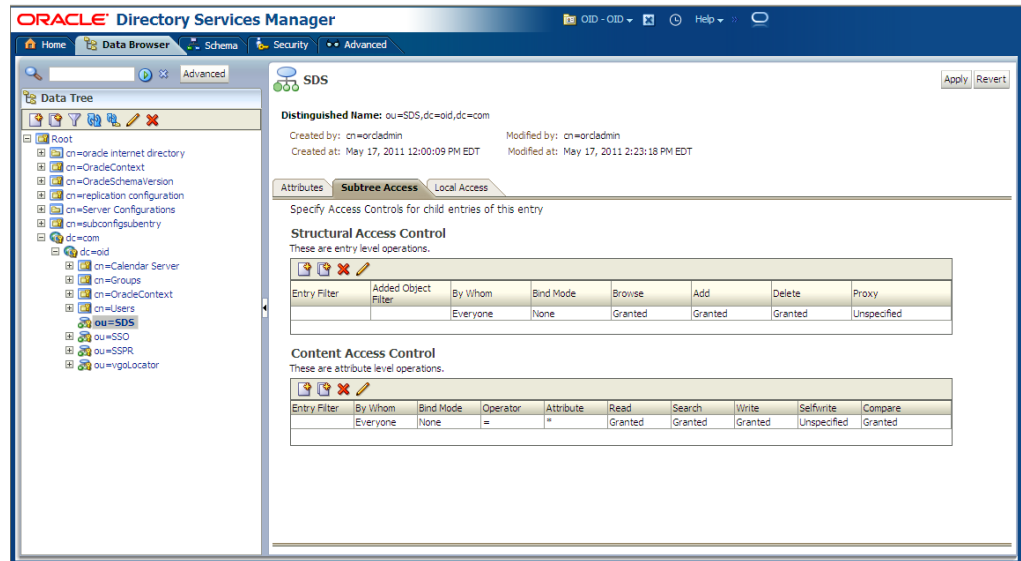 ORACLE Directory Services Manager
OID - OID Help
Home Data Browser Schema Security Advanced
Advanced
Data Tree
Root
cn=oracle internet directory
cn=OracleContext
cn=OracleSchemaVersion
cn=replication configuration
cn=Server Configurations
cn=subconfigsubentry
dc=com
dc=oid
cn=Calendar Server
cn=Groups
cn=OracleContext
cn=Users
ou=SDS
ou=SSO
ou=SSPR
ou=vgoLocator
SDS
Apply Revert
Distinguished Name: ou=SDS,dc=oid,dc=com
Created by: cn=orcladmin Modified by: cn=orcladmin
Created at: May 17, 2011 12:00:09 PM EDT Modified at: May 17, 2011 2:23:18 PM EDT
Attributes Subtree Access Local Access
Specify Access Controls for child entries of this entry
Structural Access Control
These are entry level operations.
Entry Filter Added Object Filter By Whom Bind Mode Browse Add Delete Proxy
Everyone None Granted Granted Granted Unspecified
Content Access Control
These are attribute level operations.
Entry Filter By Whom Bind Mode Operator Attribute Read Search Write Selfwrite Compare
Everyone None = * Granted Granted Granted Unspecified Granted